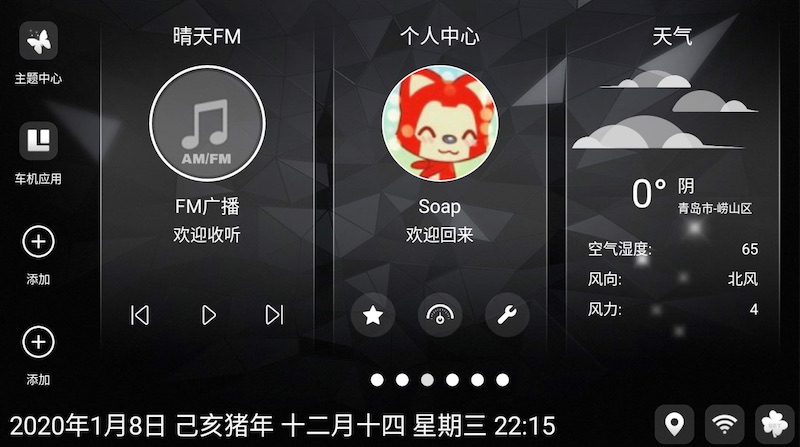 主题中心
车机应用
添加
添加
晴天FM
AM/FM
FM广播
欢迎收听
个人中心
Soap
欢迎回来
天气
0° 阴
青岛市-崂山区
空气湿度: 65
风向: 北风
风力: 4
2020年1月8日 己亥猪年 十二月十四 星期三 22:15